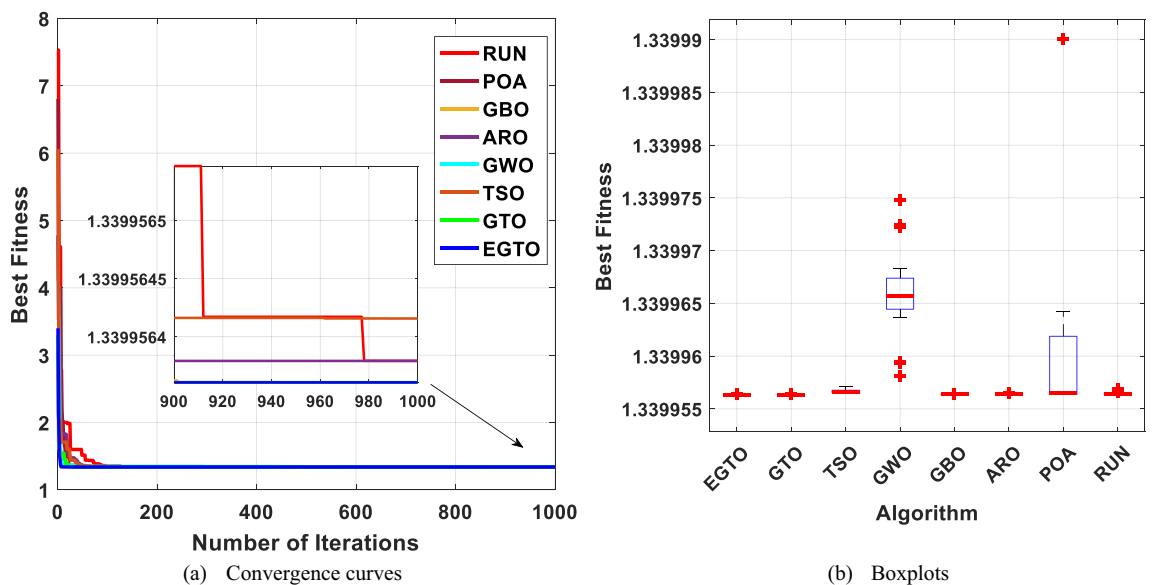 8
7
6
5
4
3
2
1
Best Fitness
0 200 400 600 800 1000
Number of Iterations
RUN
POA
GBO
ARO
GWO
TSO
GTO
EGTO
1.3399565
1.33995645
1.3399564
900 920 940 960 980 1000
(a) Convergence curves
1.33999
1.339985
1.33998
1.339975
1.33997
1.339965
1.33996
1.339955
Best Fitness
EGTO GTO TSO GWO GBO ARO POA RUN
Algorithm
(b) Boxplots